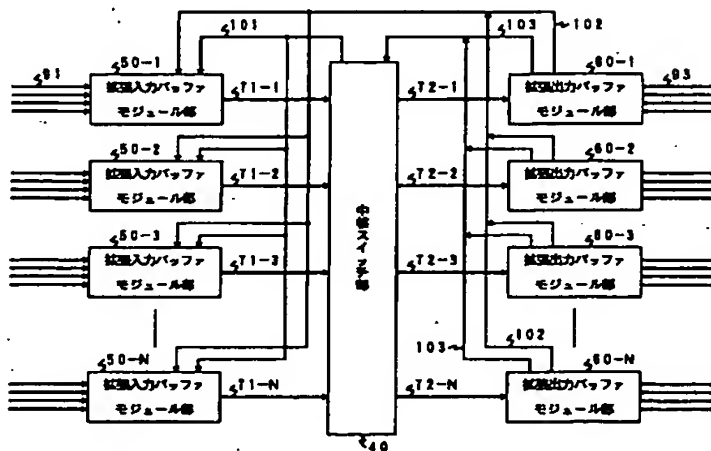 101
103
102
91
50-1
拡張入力バッファ
モジュール部
71-1
72-1
60-1
拡張出力バッファ
モジュール部
93
50-2
拡張入力バッファ
モジュール部
71-2
72-2
60-2
拡張出力バッファ
モジュール部
中核スイッチ部
50-3
拡張入力バッファ
モジュール部
71-3
72-3
60-3
拡張出力バッファ
モジュール部
103
102
50-N
拡張入力バッファ
モジュール部
71-N
72-N
60-N
拡張出力バッファ
モジュール部
40